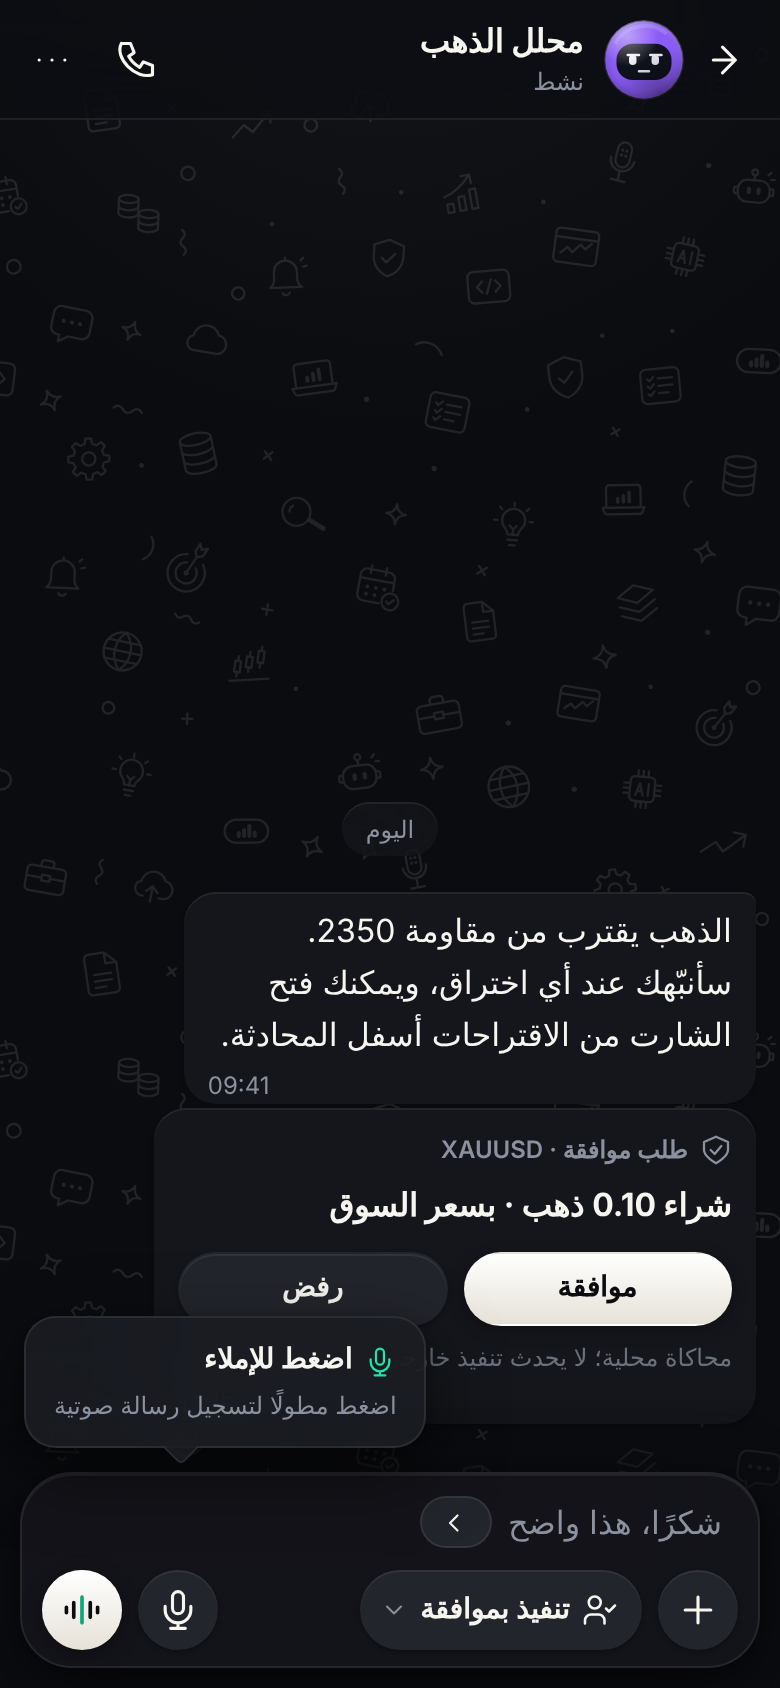 محلل الذهب
نشط
اليوم
الذهب يقترب من مقاومة 2350.
سأنبّهك عند أي اختراق، ويمكنك فتح
الشارت من الاقتراحات أسفل المحادثة.
09:41
طلب موافقة · XAUUSD
شراء 0.10 ذهب · بسعر السوق
موافقة
رفض
محاكاة محلية؛ لا يحدث تنفيذ
اضغط للإملاء
اضغط مطولًا لتسجيل رسالة صوتية
شكرًا، هذا واضح
تنفيذ بموافقة